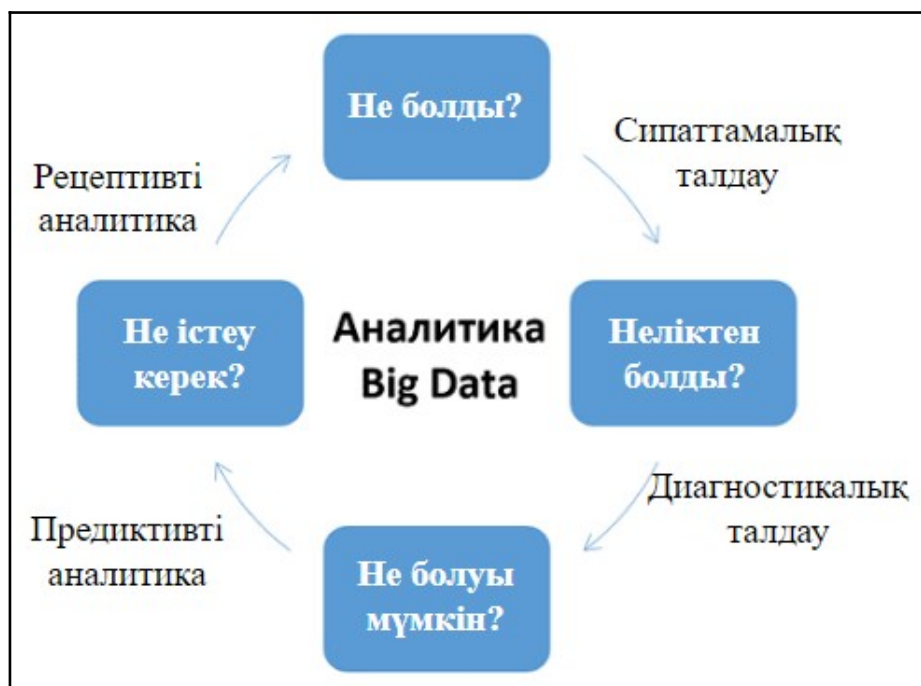 Не болды?
Сипаттамалық
талдау
Рецептивті
аналитика
Не істеу
керек?
Аналитика
Big Data
Неліктен
болды?
Диагностикалық
талдау
Предиктивті
аналитика
Не болуы
мүмкін?